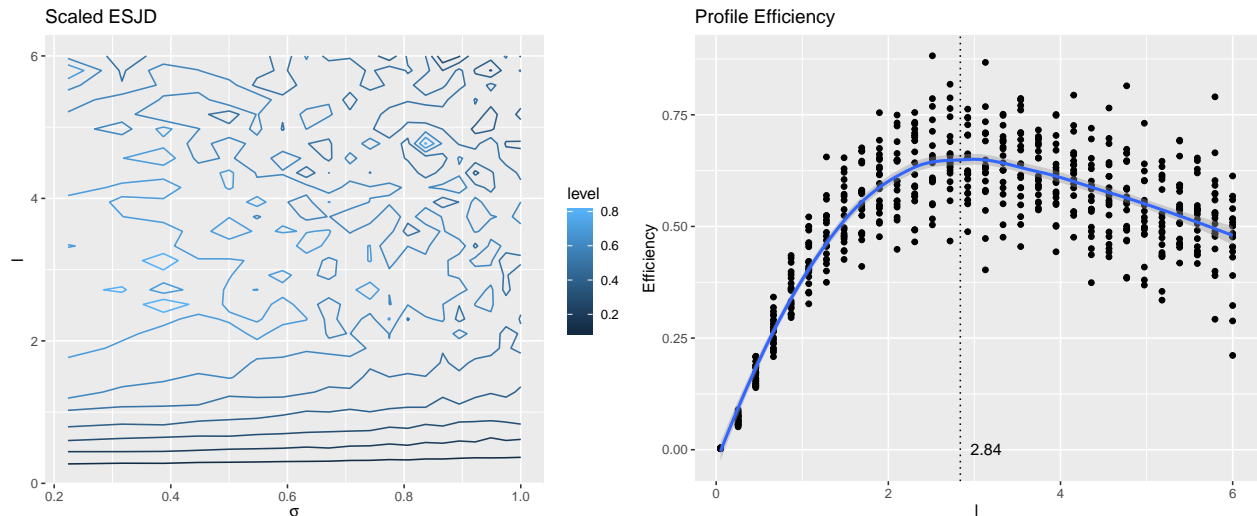 Scaled ESJD
6
4
2
0
l
0.2 0.4 0.6 0.8 1.0
σ
level
0.8
0.6
0.4
0.2
Profile Efficiency
0.75
0.50
0.25
0.00
Efficiency
2.84
0 2 4 6
l